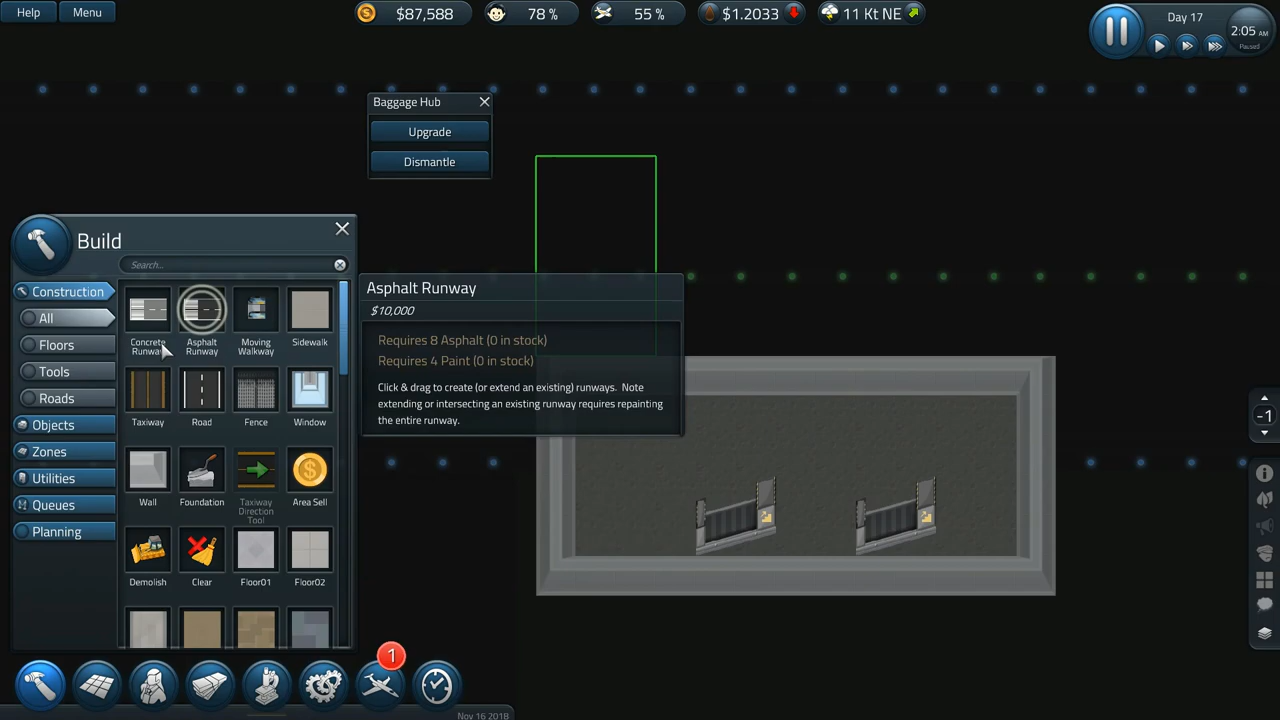 Help
Menu
$87,588
78 %
55 %
$1.2033
11 Kt NE
Day 17
2:05 AM
Paused
Baggage Hub
Upgrade
Dismantle
Build
Search...
Construction
All
Floors
Tools
Roads
Objects
Zones
Utilities
Queues
Planning
Concrete
Runway
Asphalt
Runway
Moving
Walkway
Sidewalk
Taxiway
Road
Fence
Window
Wall
Foundation
Taxiway
Direction
Tool
Area Sell
Demolish
Clear
Floor01
Floor02
Asphalt Runway
$10,000
Requires 8 Asphalt (0 in stock)
Requires 4 Paint (0 in stock)
Click & drag to create (or extend an existing) runways. Note
extending or intersecting an existing runway requires repainting
the entire runway.
-1
1
Nov 16 2018